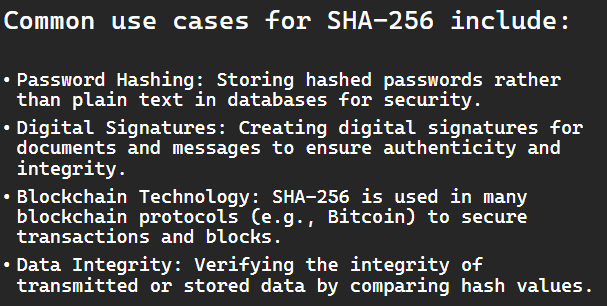 Common use cases for SHA-256 include:
• Password Hashing: Storing hashed passwords rather
than plain text in databases for security.
• Digital Signatures: Creating digital signatures for
documents and messages to ensure authenticity and
integrity.
• Blockchain Technology: SHA-256 is used in many
blockchain protocols (e.g., Bitcoin) to secure
transactions and blocks.
• Data Integrity: Verifying the integrity of
transmitted or stored data by comparing hash values.